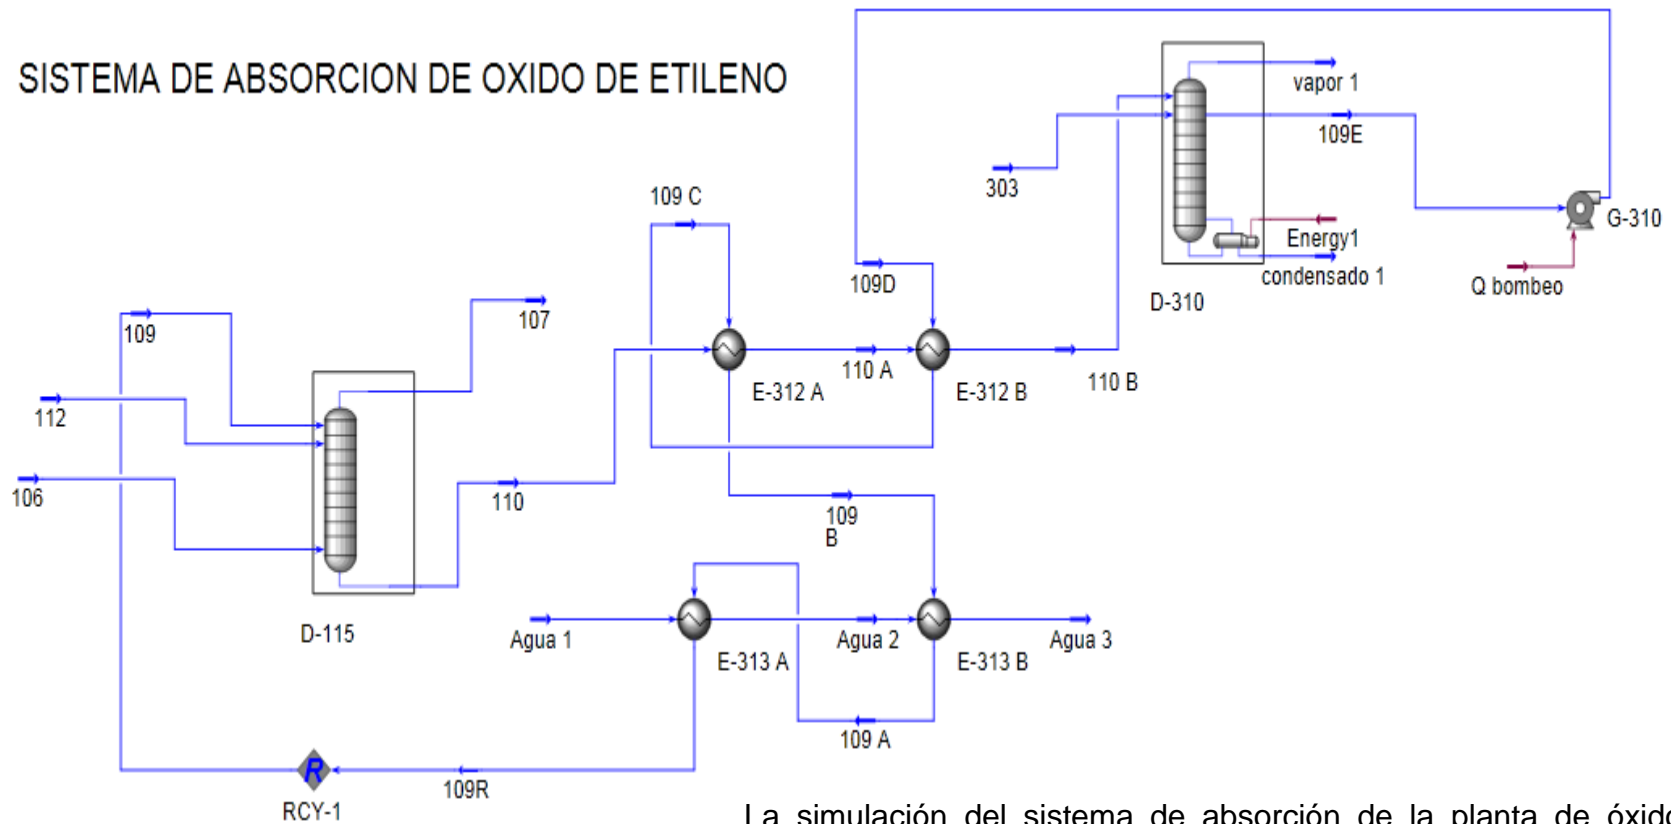 SISTEMA DE ABSORCION DE OXIDO DE ETILENO
vapor 1
109E
303
G-310
Energy1
condensado 1
Q bombeo
D-310
109 C
109D
109
107
112
106
110
110 A
110 B
E-312 A
E-312 B
109
B
D-115
Agua 1
Agua 2
Agua 3
E-313 A
E-313 B
109 A
R
109R
RCY-1
La simulación del sistema de absorción de la planta de óxido